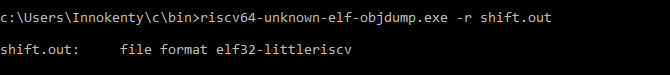 c:\Users\Innokenty\c\bin>riscv64-unknown-elf-objdump.exe -r shift.out
shift.out:     file format elf32-littleriscv